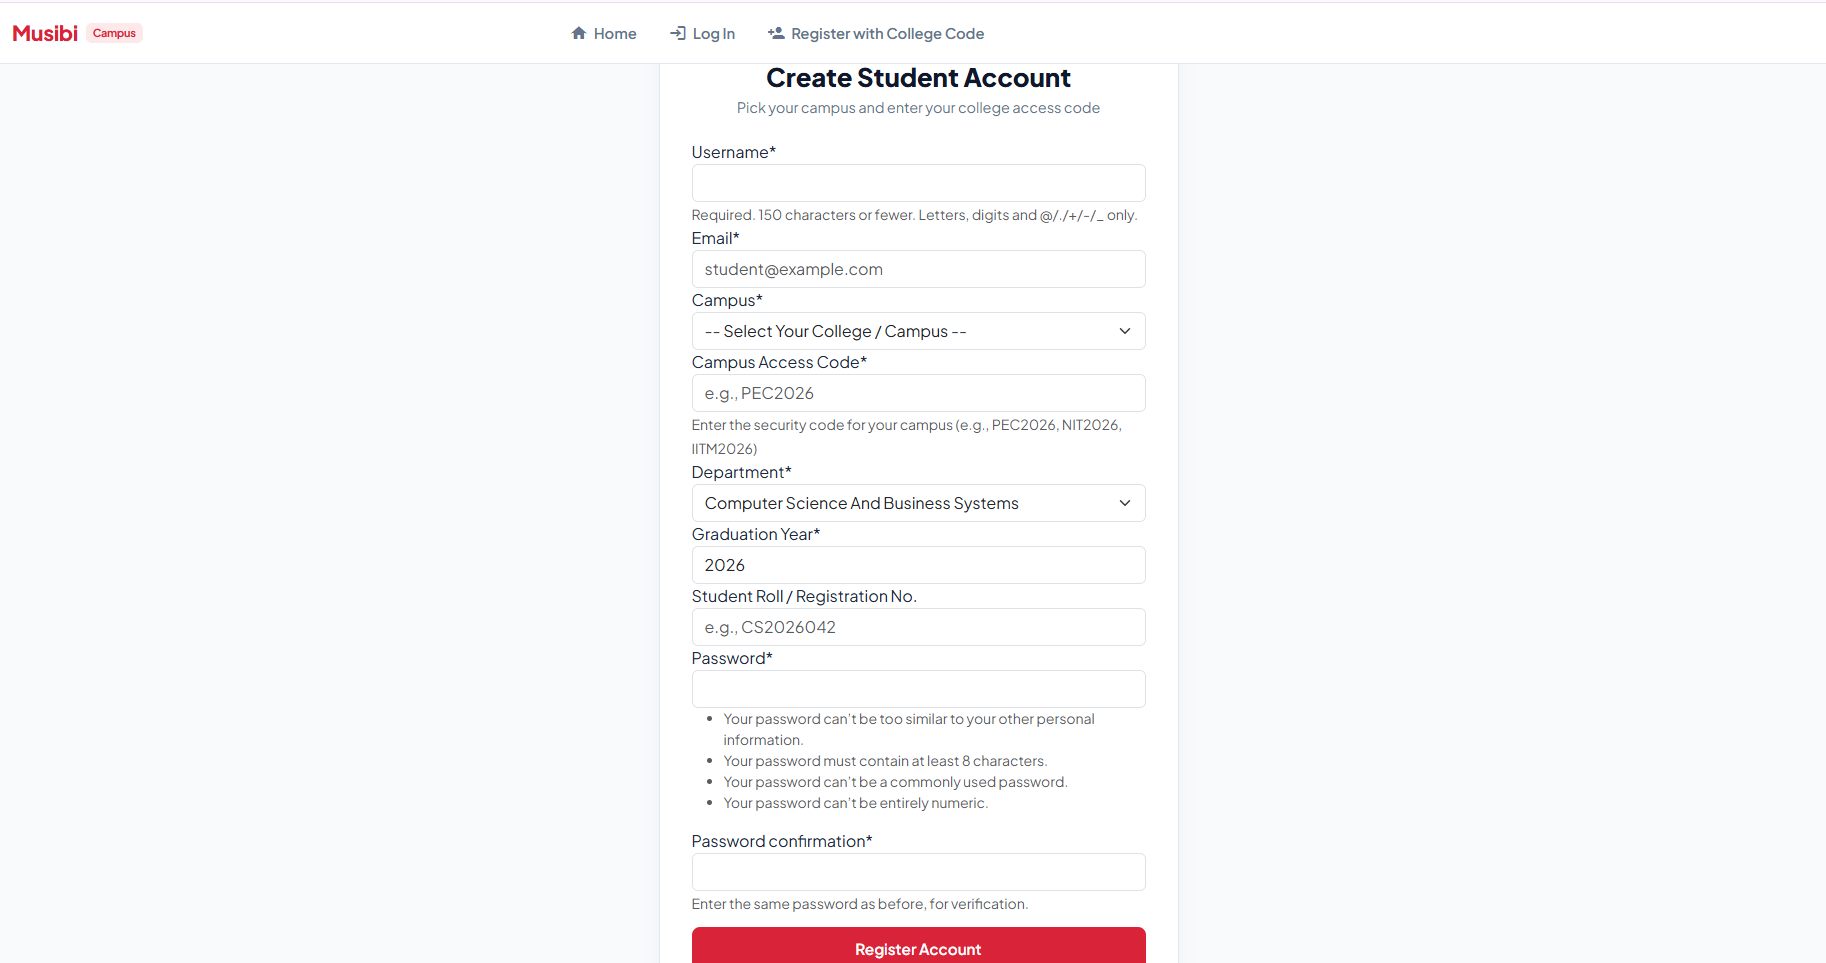 Musibi Campus
Home Log In Register with College Code
Create Student Account
Pick your campus and enter your college access code
Username*
Required. 150 characters or fewer. Letters, digits and @/./+/-/_ only.
Email*
student@example.com
Campus*
-- Select Your College / Campus --
Campus Access Code*
e.g., PEC2026
Enter the security code for your campus (e.g., PEC2026, NIT2026,
IITM2026)
Department*
Computer Science And Business Systems
Graduation Year*
2026
Student Roll / Registration No.
e.g., CS2026042
Password*
• Your password can't be too similar to your other personal
information.
• Your password must contain at least 8 characters.
• Your password can't be a commonly used password.
• Your password can't be entirely numeric.
Password confirmation*
Enter the same password as before, for verification.
Register Account